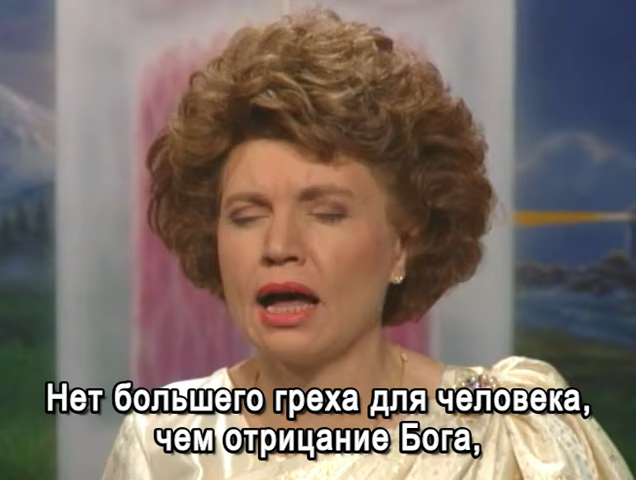 Нет большего греха для человека,
чем отрицание Бога,